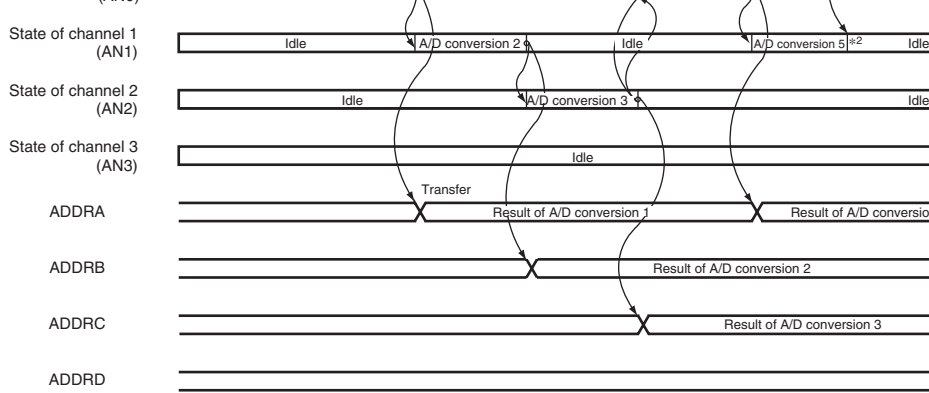 State of channel 1
(AN1)
Idle A/D conversion 2 Idle A/D conversion 5 *2 Idle
State of channel 2
(AN2)
Idle A/D conversion 3 Idle
State of channel 3
(AN3)
Idle
Transfer
ADDRA
Result of A/D conversion 1 Result of A/D
ADDRB
Result of A/D conversion 2
ADDRC
Result of A/D conversion 3
ADDRD